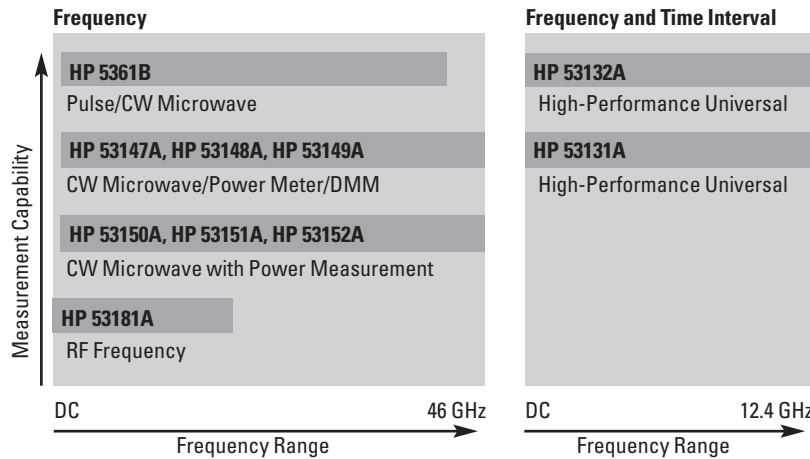 Frequency
HP 5361B
Pulse/CW Microwave
HP 53147A, HP 53148A, HP 53149A
CW Microwave/Power Meter/DMM
HP 53150A, HP 53151A, HP 53152A
CW Microwave with Power Measurement
HP 53181A
RF Frequency
Measurement Capability
DC
46 GHz
Frequency Range
Frequency and Time Interval
HP 53132A
High-Performance Universal
HP 53131A
High-Performance Universal
DC
12.4 GHz
Frequency Range